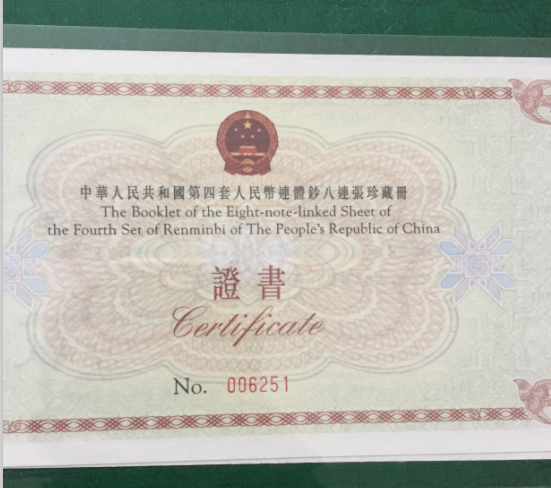 中華人民共和國第四套人民幣連體鈔八連張珍藏冊
The Booklet of the Eight-note-linked Sheet of
the Fourth Set of Renminbi of The People's Republic of China
證書
Certificate
No. 006251